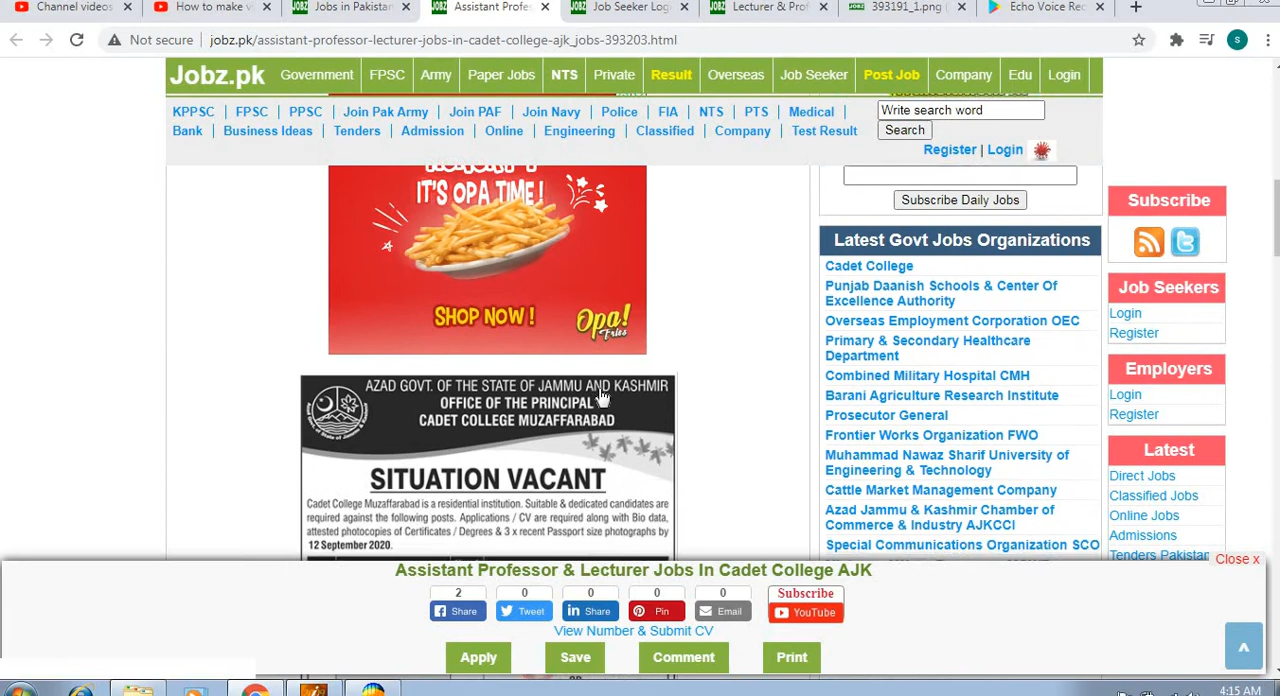 Channel videos
How to make v
Jobs in Pakistan
Assistant Profes
Job Seeker Log
Lecturer & Prof
393191_1.png (
Echo Voice Rec
Not secure
jobz.pk/assistant-professor-lecturer-jobs-in-cadet-college-ajk_jobs-393203.html
S
Jobz.pk Government FPSC Army Paper Jobs NTS Private Result Overseas Job Seeker Post Job Company Edu Login
KPPSC | FPSC | PPSC | Join Pak Army | Join PAF | Join Navy | Police | FIA | NTS | PTS | Medical |
Bank | Business Ideas | Tenders | Admission | Online | Engineering | Classified | Company | Test Result
Write search word
Search
Register | Login
IT'S OPA TIME!
SHOP NOW !
Opa!
Fries
AZAD GOVT. OF THE STATE OF JAMMU AND KASHMIR
OFFICE OF THE PRINCIPAL
CADET COLLEGE MUZAFFARABAD
SITUATION VACANT
Cadet College Muzaffarabad is a residential institution. Suitable & dedicated candidates are
required against the following posts. Applications / CV are required along with Bio data,
attested photocopies of Certificates / Degrees & 3 x recent Passport size photographs by
12 September 2020.
Subscribe Daily Jobs
Latest Govt Jobs Organizations
Cadet College
Punjab Daanish Schools & Center Of
Excellence Authority
Overseas Employment Corporation OEC
Primary & Secondary Healthcare
Department
Combined Military Hospital CMH
Barani Agriculture Research Institute
Prosecutor General
Frontier Works Organization FWO
Muhammad Nawaz Sharif University of
Engineering & Technology
Cattle Market Management Company
Azad Jammu & Kashmir Chamber of
Commerce & Industry AJKCCI
Special Communications Organization SCO
Subscribe
Job Seekers
Login
Register
Employers
Login
Register
Latest
Direct Jobs
Classified Jobs
Online Jobs
Admissions
Tenders Pakistan
Close x
Assistant Professor & Lecturer Jobs In Cadet College AJK
2 0 0 0 0 Subscribe
Share Tweet Share Pin Email YouTube
View Number & Submit CV
Apply Save Comment Print
4:15 AM